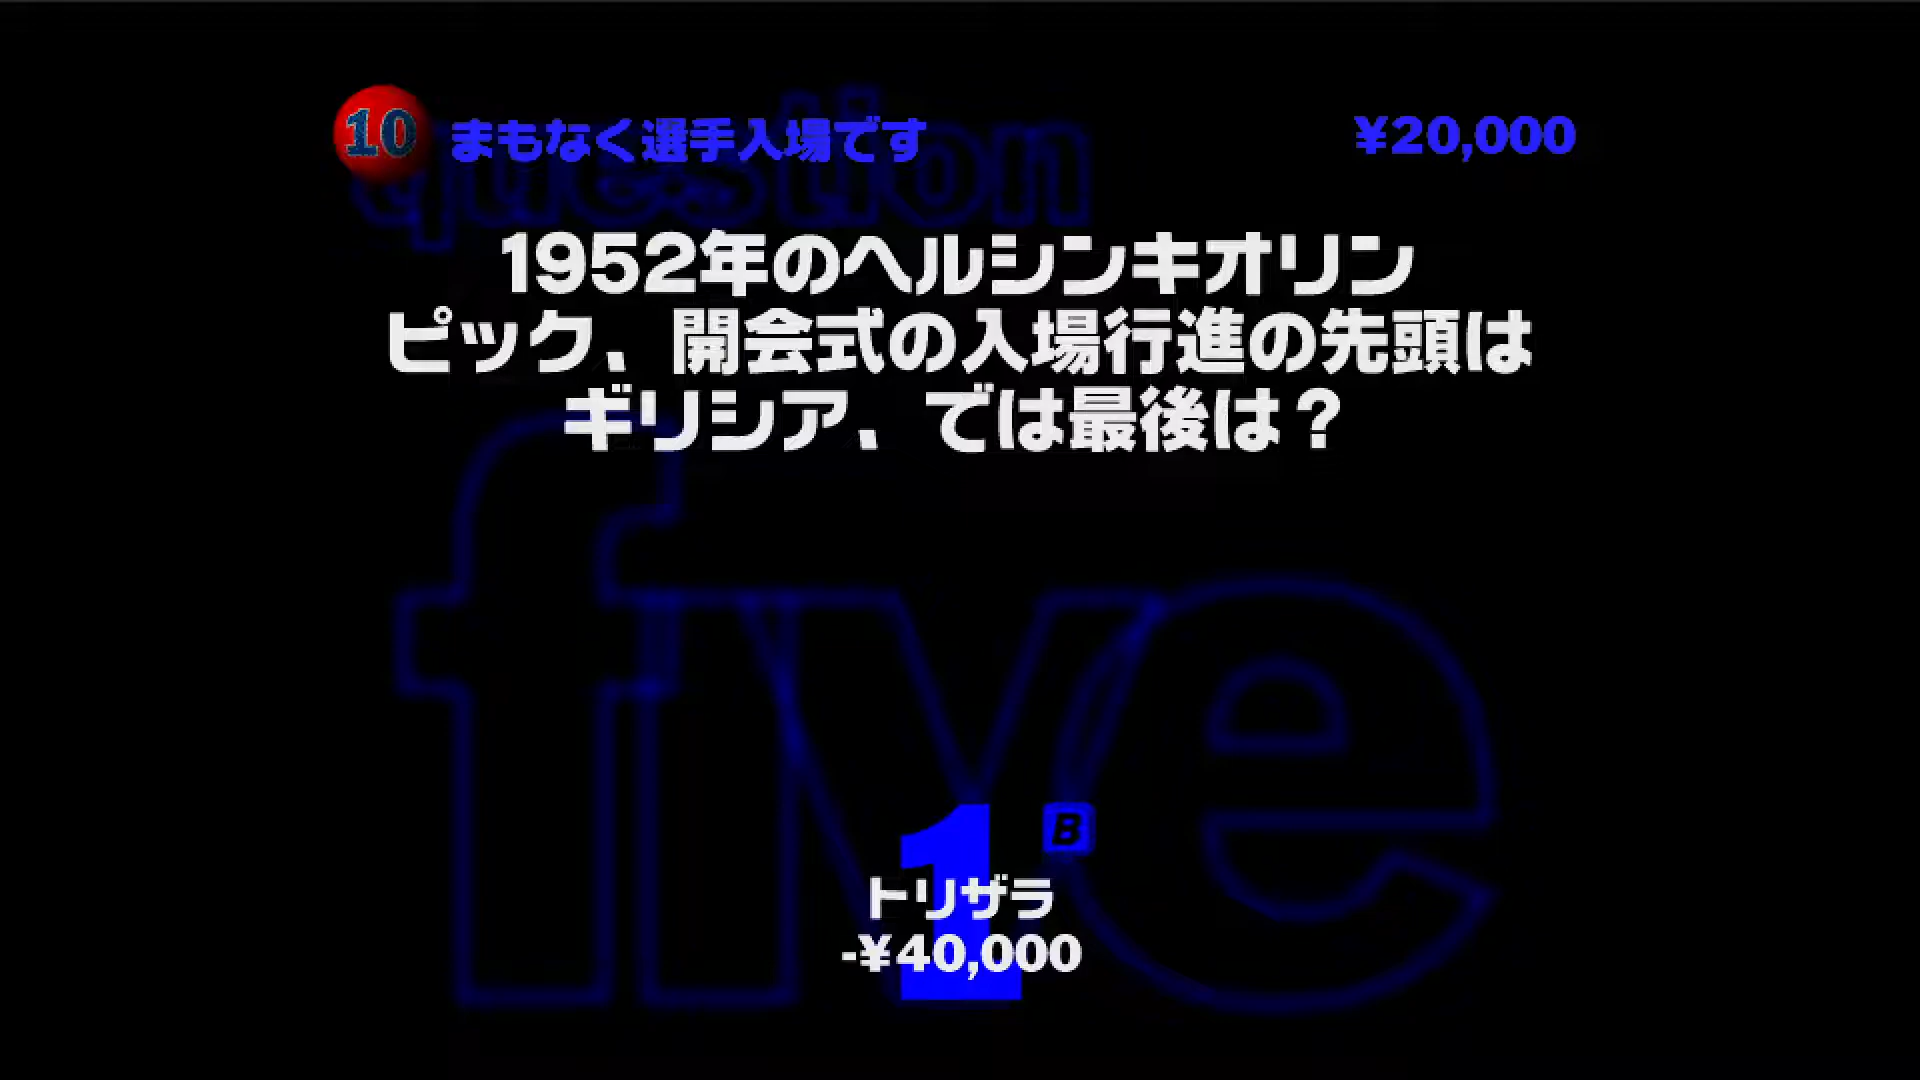 question
10 まもなく選手入場です ¥20,000
1952年のヘルシンキオリン
ピック、開会式の入場行進の先頭は
ギリシア、では最後は？
five
1 B
トリザラ
-¥40,000